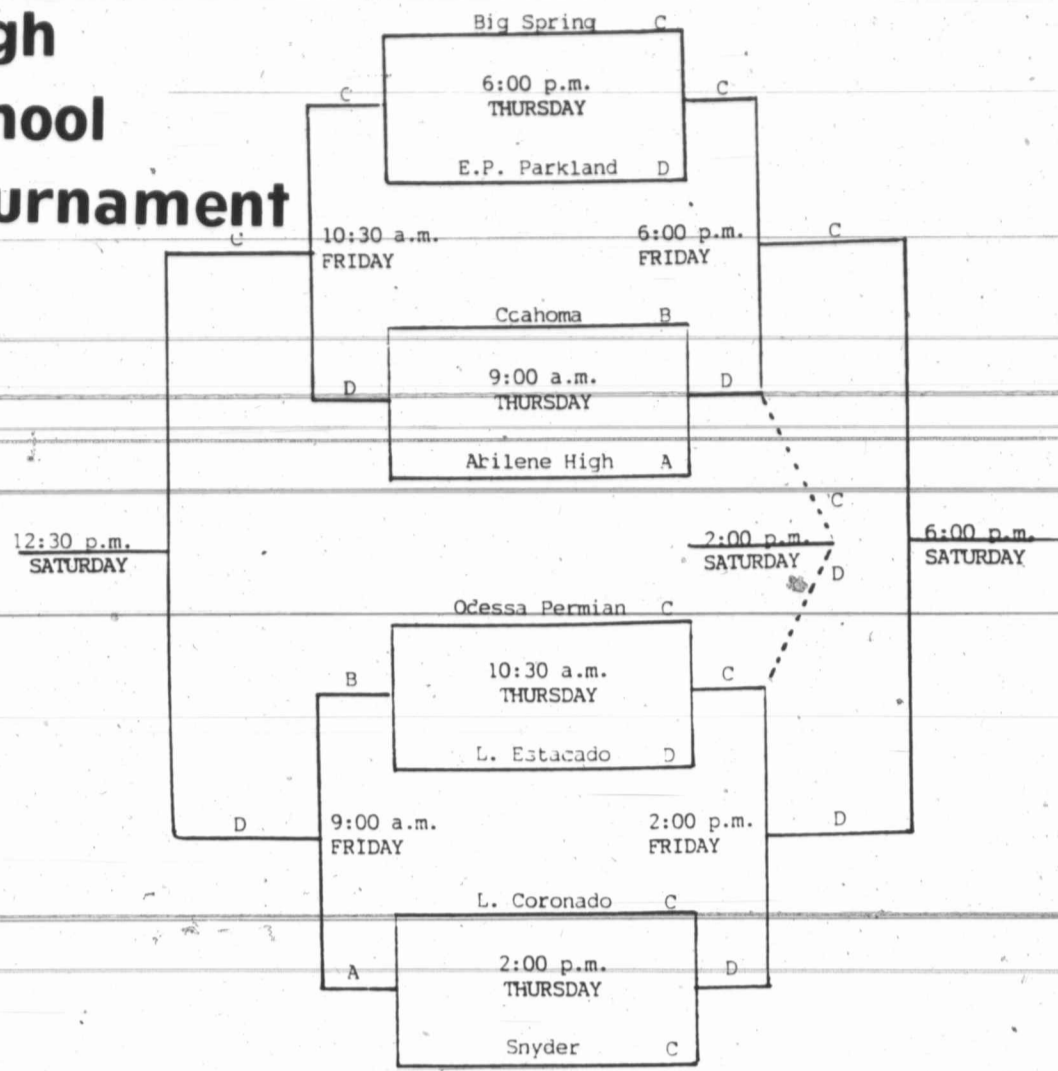 gh
hool
urnament
Big Spring C
6:00 p.m.
THURSDAY
E.P. Parkland D
C
C
C
10:30 a.m.
FRIDAY
6:00 p.m.
FRIDAY
C
Ccahoma B
9:00 a.m.
THURSDAY
Abilene High A
D
D
C
12:30 p.m.
SATURDAY
2:00 p.m.
SATURDAY
6:00 p.m.
SATURDAY
D
Odessa Permian C
10:30 a.m.
THURSDAY
L. Estacado D
B
C
D
9:00 a.m.
FRIDAY
2:00 p.m.
FRIDAY
D
L. Coronado C
2:00 p.m.
THURSDAY
Snyder C
A
D